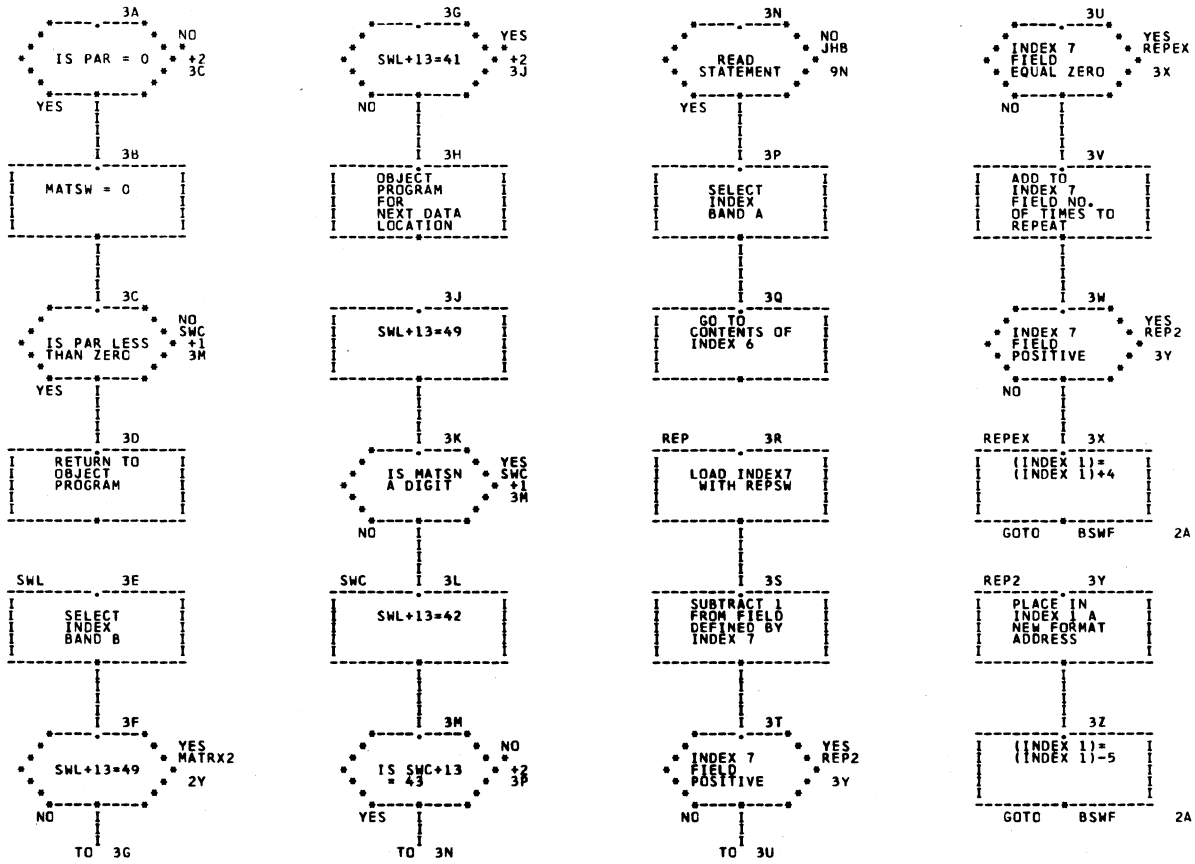 3A
NO
IS PAR = 0
+2
3C
YES
3B
MATSW = 0
3C
NO
SWC
IS PAR LESS
+1
THAN ZERO
3M
YES
3D
RETURN TO
OBJECT
PROGRAM
SWL 3E
SELECT
INDEX
BAND B
3F
YES
MATRX2
SWL+13=49
2Y
NO
TO 3G
3G
YES
SWL+13=41
+2
3J
NO
3H
OBJECT
PROGRAM
FOR
NEXT DATA
LOCATION
3J
SWL+13=49
3K
YES
IS MATSN
SWC
A DIGIT
+1
3M
NO
SWC 3L
SWL+13=42
3M
NO
IS SWC+13
+2
= 43
3P
YES
TO 3N
3N
NO
JHB
READ
STATEMENT
9N
YES
3P
SELECT
INDEX
BAND A
3Q
GO TO
CONTENTS OF
INDEX 6
REP 3R
LOAD INDEX7
WITH REPSW
3S
SUBTRACT 1
FROM FIELD
DEFINED BY
INDEX 7
3T
YES
INDEX 7
REP2
FIELD
POSITIVE
3Y
NO
TO 3U
3U
YES
INDEX 7
REPEX
FIELD
EQUAL ZERO
3X
NO
3V
ADD TO
INDEX 7
FIELD NO.
OF TIMES TO
REPEAT
3W
YES
INDEX 7
REP2
FIELD
POSITIVE
3Y
NO
REPEX 3X
(INDEX 1)=
(INDEX 1)+4
GOTO BSWF 2A
REP2 3Y
PLACE IN
INDEX 1 A
NEW FORMAT
ADDRESS
3Z
(INDEX 1)=
(INDEX 1)-5
GOTO BSWF 2A